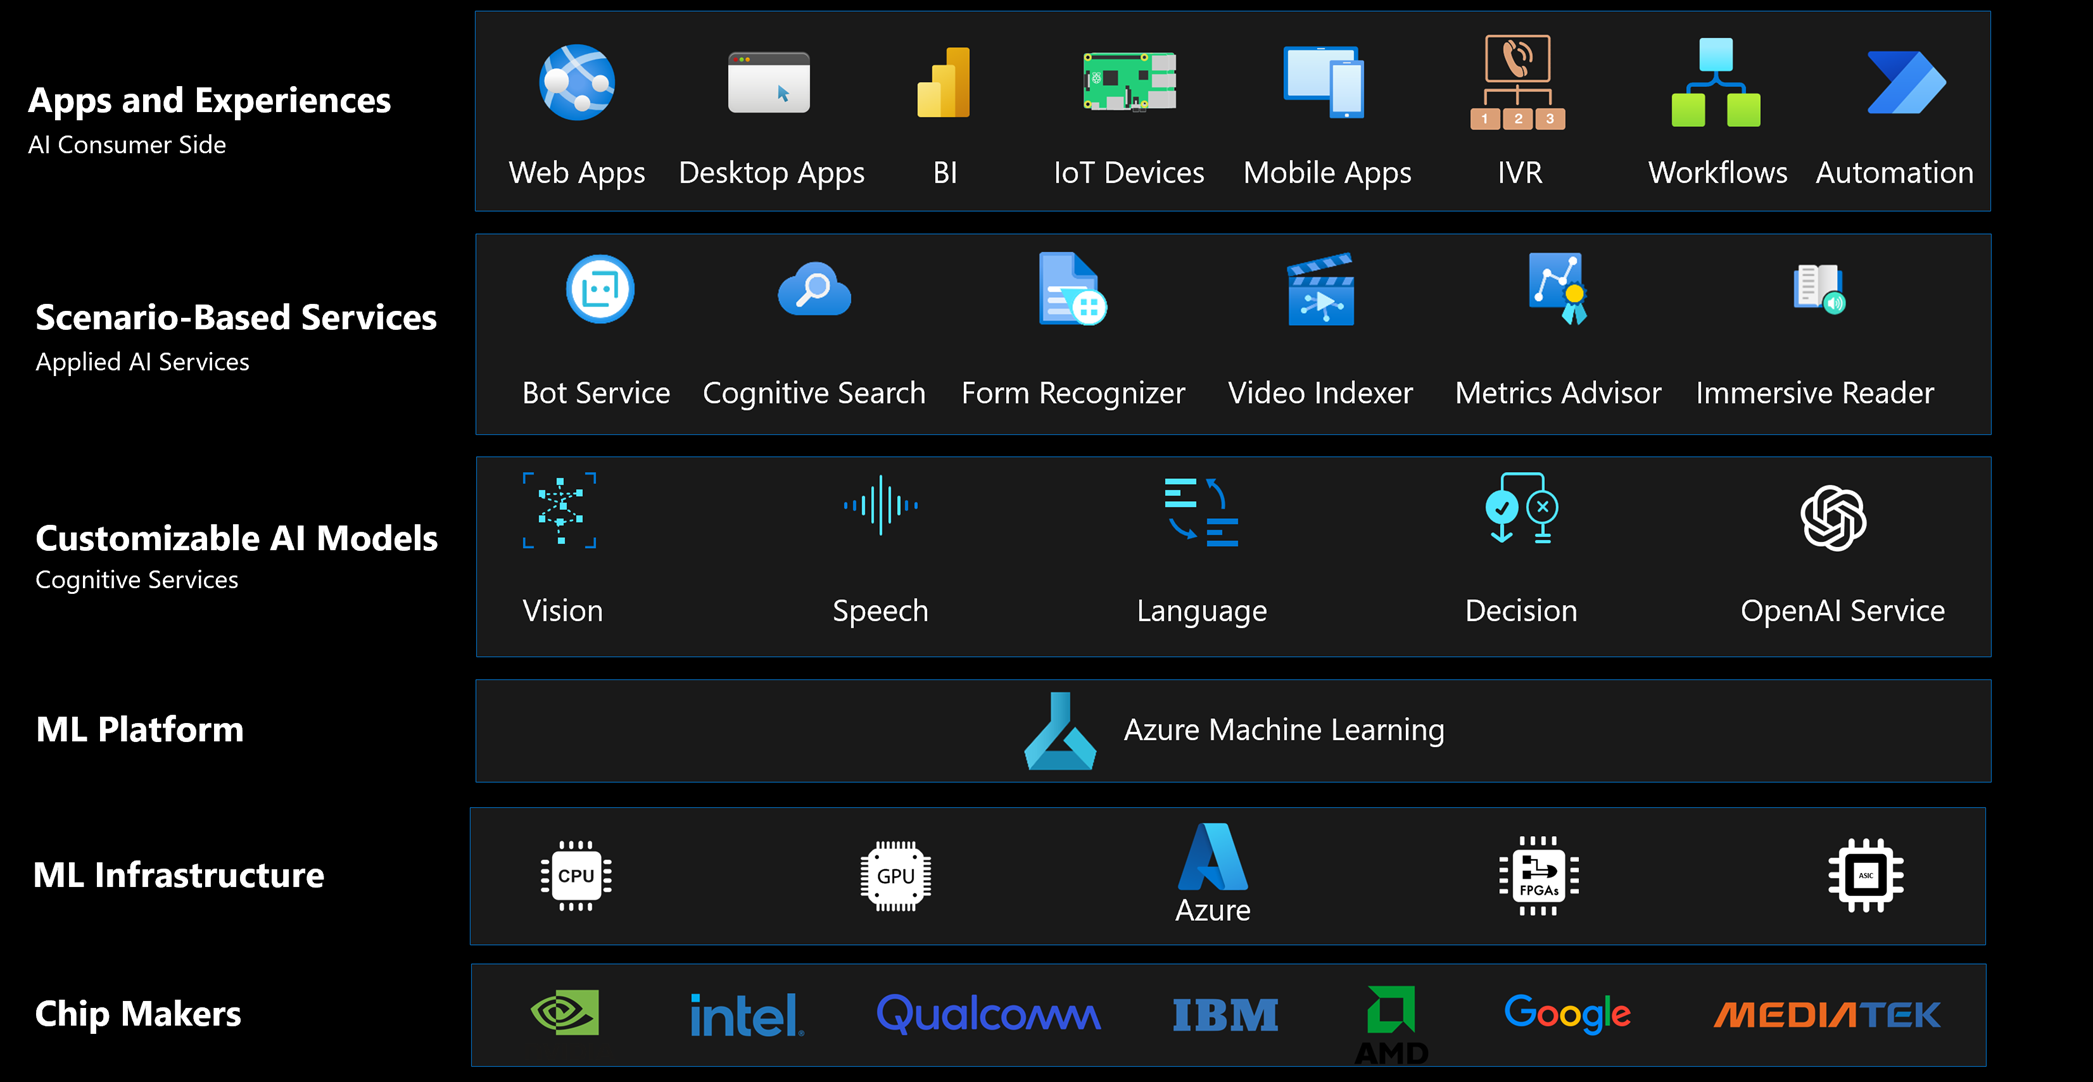 Apps and Experiences
AI Consumer Side
1 2 3
Web Apps Desktop Apps BI IoT Devices Mobile Apps IVR Workflows Automation
Scenario-Based Services
Applied AI Services
Bot Service Cognitive Search Form Recognizer Video Indexer Metrics Advisor Immersive Reader
Customizable AI Models
Cognitive Services
Vision Speech Language Decision OpenAI Service
ML Platform
Azure Machine Learning
ML Infrastructure
CPU GPU Azure FPGAs ASIC
Chip Makers
intel. Qualcomm IBM AMD Google MEDIATEK